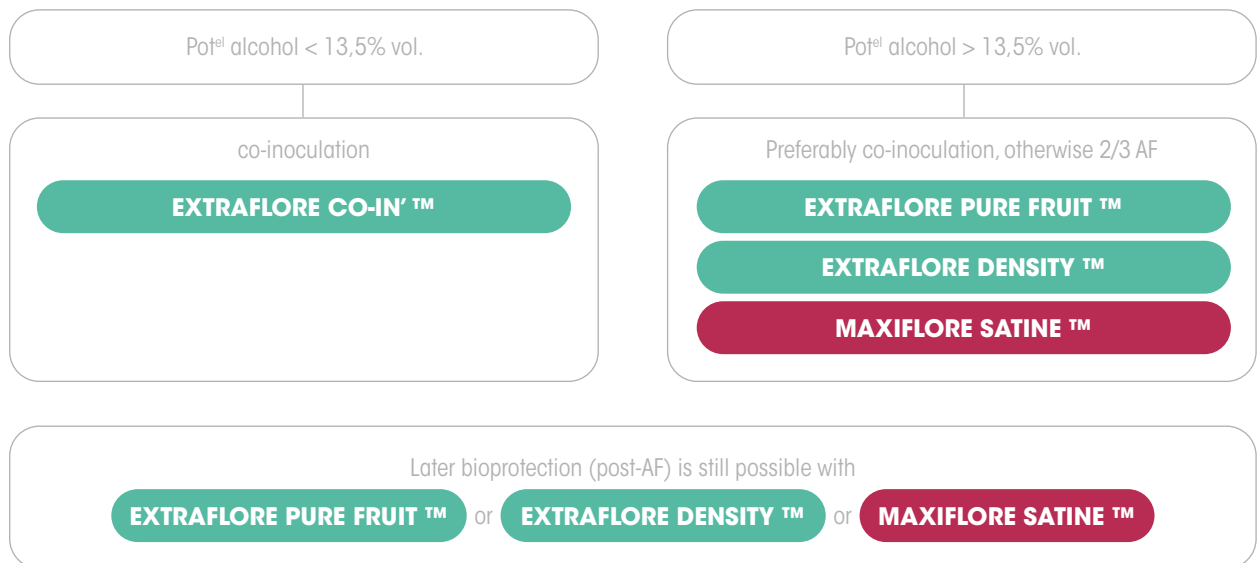 Potel alcohol < 13,5% vol.
Potel alcohol > 13,5% vol.
co-inoculation
EXTRAFLORE CO-IN’ ™
Preferably co-inoculation, otherwise 2/3 AF
EXTRAFLORE PURE FRUIT ™
EXTRAFLORE DENSITY ™
MAXIFLORE SATINE ™
Later bioprotection (post-AF) is still possible with
EXTRAFLORE PURE FRUIT ™ or EXTRAFLORE DENSITY ™ or MAXIFLORE SATINE ™